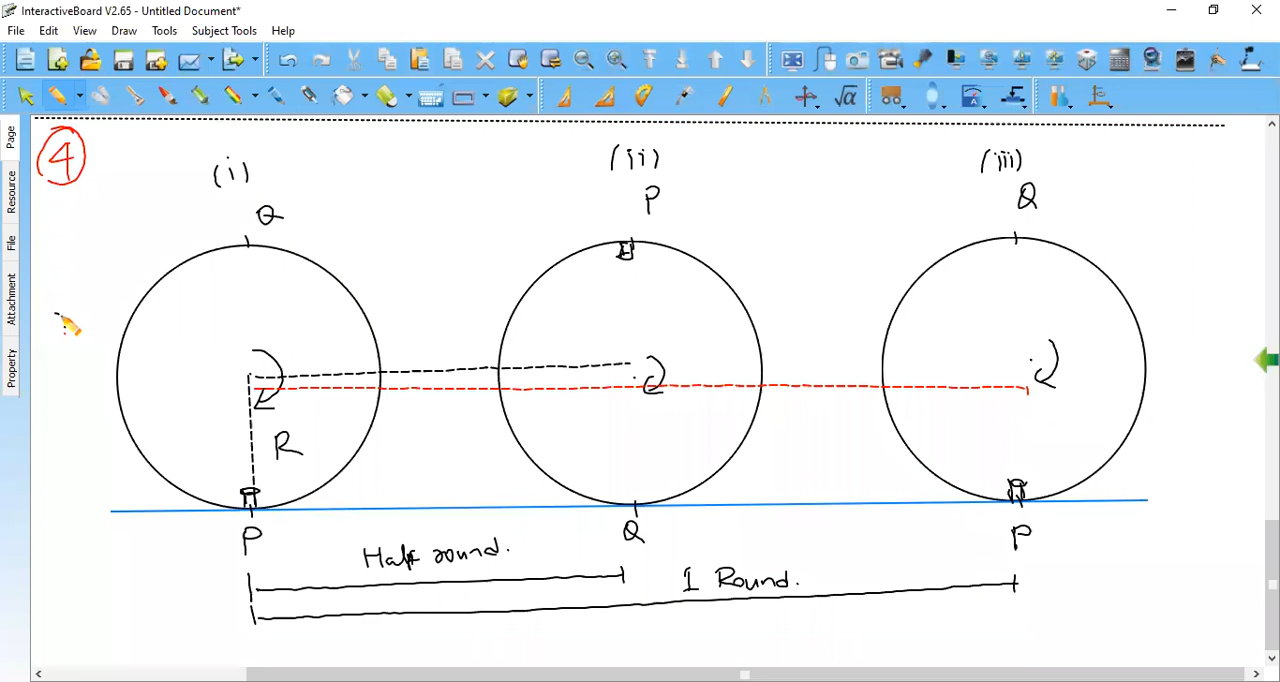 InteractiveBoard V2.65 - Untitled Document*
File Edit View Draw Tools Subject Tools Help
Page
Resource
File
Attachment
Property
4
(i)
Q
(ii)
P
(iii)
Q
R
P
Q
P
Half round.
1 Round.